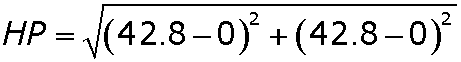 HP = √((42.8 − 0)² + (42.8 − 0)²)